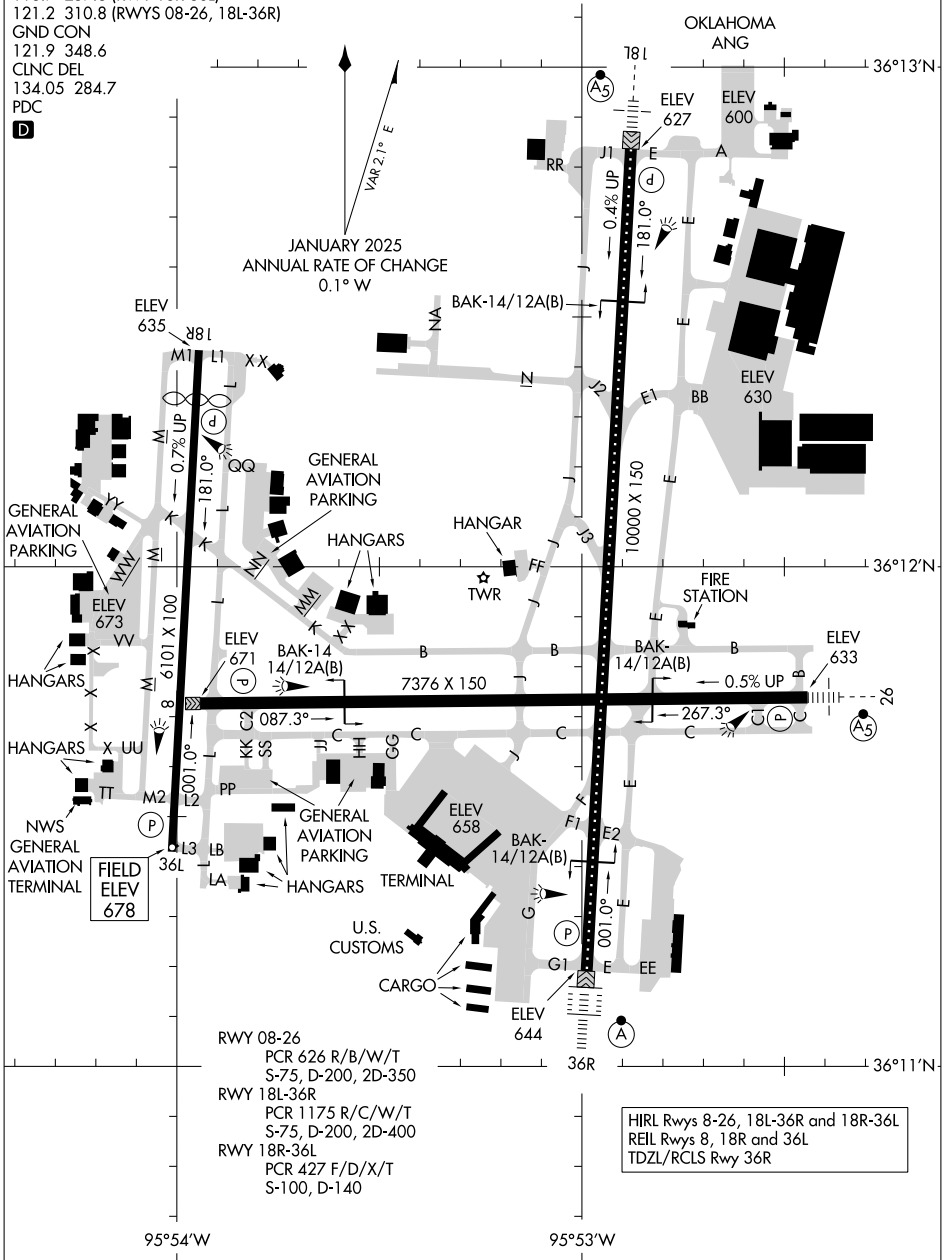 121.2 310.8 (RWYS 08-26, 18L-36R)
GND CON
121.9 348.6
CLNC DEL
134.05 284.7
PDC
D
VAR 2.1° E
JANUARY 2025
ANNUAL RATE OF CHANGE
0.1° W
OKLAHOMA
ANG
36°13'N
18L
A5
ELEV
627
ELEV
600
RR
J1
E
A
P
0.4% UP
181.0°
E
J
BAK-14/12A(B)
E
NA
IZ
J2
E1
BB
ELEV
630
ELEV
635
18R
M1
L1
XX
L
P
M
0.7% UP
181.0°
QQ
L
YY
K
K
GENERAL
AVIATION
PARKING
GENERAL
AVIATION
PARKING
NN
HANGARS
HANGAR
J
E
10000 X 150
J3
J
FF
TWR
36°12'N
M
WW
ELEV
673
6101 X 100
L
MM
K
XX
J
E
FIRE
STATION
VV
X
HANGARS
M
ELEV
671
BAK-14
14/12A(B)
B
B
BAK-
14/12A(B)
B
ELEV
633
B
P
8
7376 X 150
J
0.5% UP
26
X
087.3°
267.3°
C1
P
C
A5
KK
C2
SS
C
JJ
HH
GG
C
C
C
HANGARS
X
UU
001.0°
L
J
E
TT
M2
L2
PP
GENERAL
AVIATION
PARKING
ELEV
658
F
F1
E2
BAK-
14/12A(B)
NWS
GENERAL
AVIATION
TERMINAL
P
36L
L3
LB
L
LA
HANGARS
FIELD
ELEV
678
TERMINAL
G
P
001.0°
E
U.S.
CUSTOMS
CARGO
G1
E
EE
ELEV
644
A
36R
36°11'N
RWY 08-26
PCR 626 R/B/W/T
S-75, D-200, 2D-350
RWY 18L-36R
PCR 1175 R/C/W/T
S-75, D-200, 2D-400
RWY 18R-36L
PCR 427 F/D/X/T
S-100, D-140
HIRL Rwys 8-26, 18L-36R and 18R-36L
REIL Rwys 8, 18R and 36L
TDZL/RCLS Rwy 36R
95°54'W
95°53'W